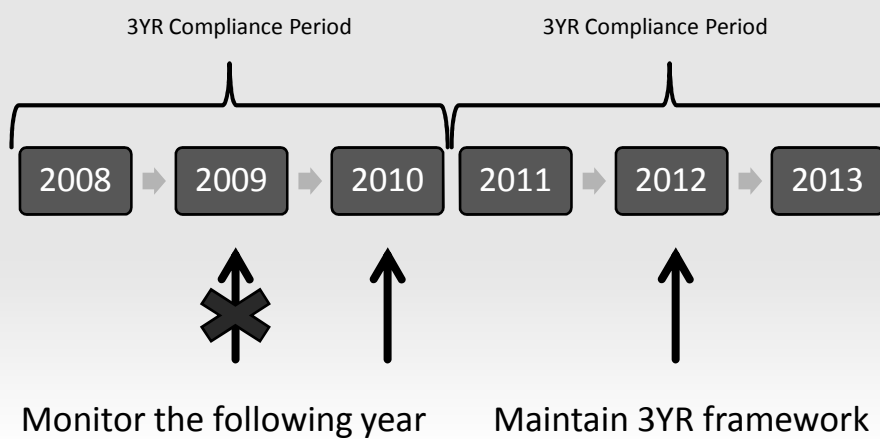 3YR Compliance Period 3YR Compliance Period
2008 2009 2010 2011 2012 2013
Monitor the following year Maintain 3YR framework